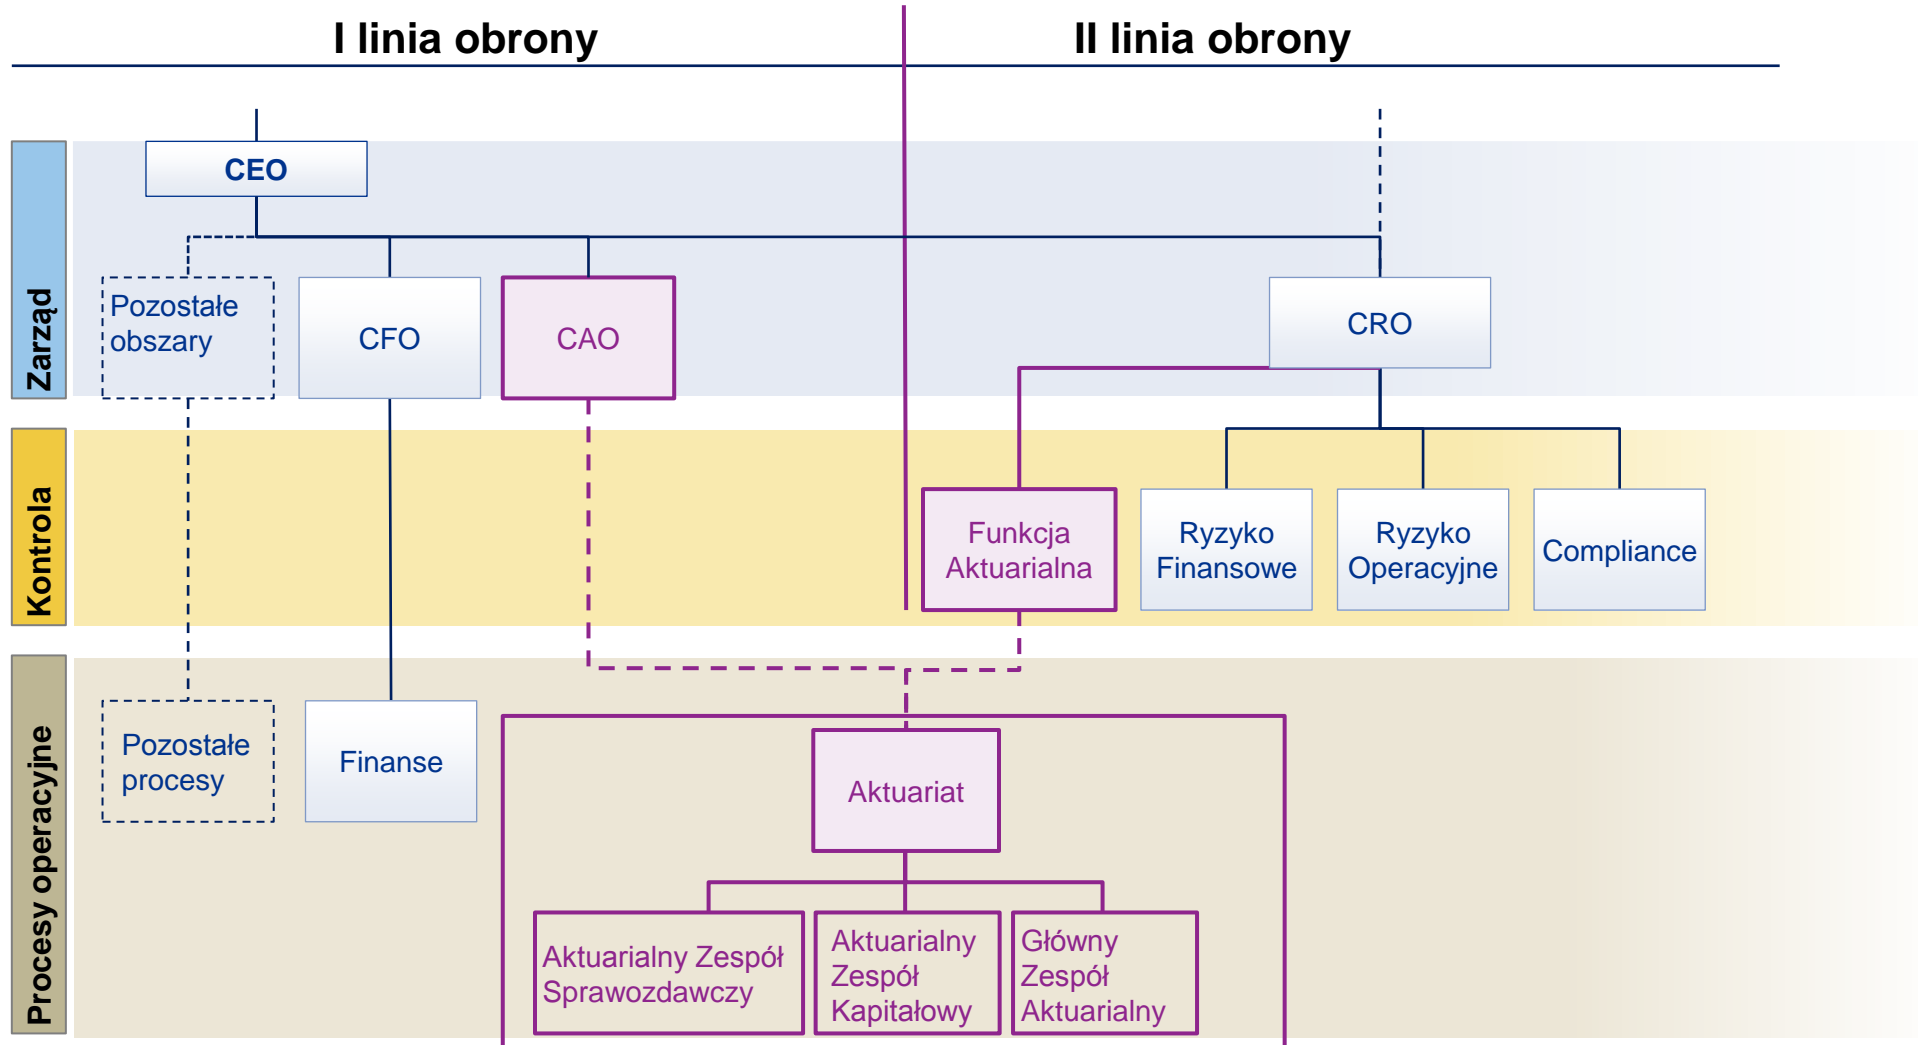 I linia obrony
II linia obrony
Zarząd
CEO
Pozostałe
obszary
CFO
CAO
CRO
Kontrola
Funkcja
Aktuarialna
Ryzyko
Finansowe
Ryzyko
Operacyjne
Compliance
Procesy operacyjne
Pozostałe
procesy
Finanse
Aktuariat
Aktuarialny Zespół
Sprawozdawczy
Aktuarialny
Zespół
Kapitałowy
Główny
Zespół
Aktuarialny